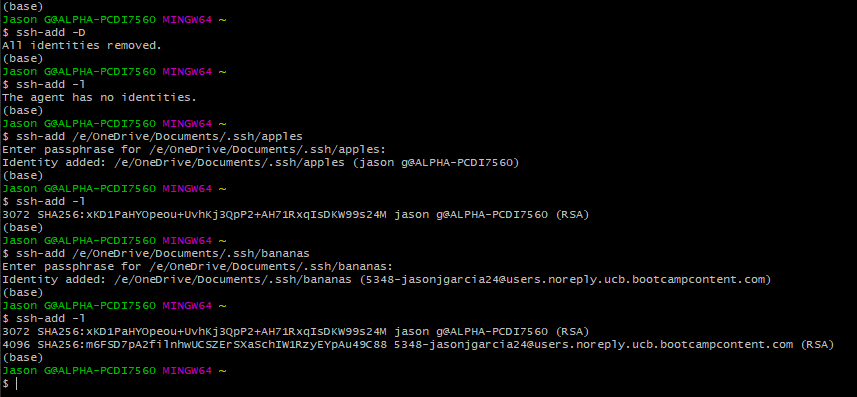 (base)
Jason G@ALPHA-PCDI7560 MINGW64 ~
$ ssh-add -D
All identities removed.
(base)
Jason G@ALPHA-PCDI7560 MINGW64 ~
$ ssh-add -l
The agent has no identities.
(base)
Jason G@ALPHA-PCDI7560 MINGW64 ~
$ ssh-add /e/OneDrive/Documents/.ssh/apples
Enter passphrase for /e/OneDrive/Documents/.ssh/apples:
Identity added: /e/OneDrive/Documents/.ssh/apples (jason g@ALPHA-PCDI7560)
(base)
Jason G@ALPHA-PCDI7560 MINGW64 ~
$ ssh-add -l
3072 SHA256:xKD1PaHYOpeou+UvhKj3QpP2+AH71RxqIsDKW99s24M jason g@ALPHA-PCDI7560 (RSA)
(base)
Jason G@ALPHA-PCDI7560 MINGW64 ~
$ ssh-add /e/OneDrive/Documents/.ssh/bananas
Enter passphrase for /e/OneDrive/Documents/.ssh/bananas:
Identity added: /e/OneDrive/Documents/.ssh/bananas (5348-jasonjgarcia24@users.noreply.ucb.bootcampcontent.com)
(base)
Jason G@ALPHA-PCDI7560 MINGW64 ~
$ ssh-add -l
3072 SHA256:xKD1PaHYOpeou+UvhKj3QpP2+AH71RxqIsDKW99s24M jason g@ALPHA-PCDI7560 (RSA)
4096 SHA256:m6FSD7pA2filnhwUCSZErSXaSchIW1RzyEYpAu49C88 5348-jasonjgarcia24@users.noreply.ucb.bootcampcontent.com (RSA)
(base)
Jason G@ALPHA-PCDI7560 MINGW64 ~
$